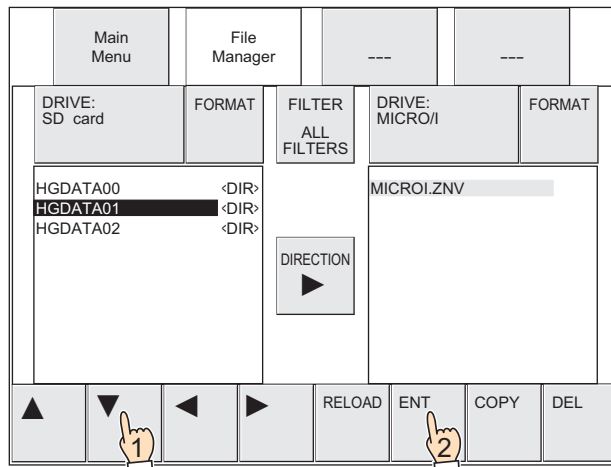 Main
Menu
File
Manager
---
---
DRIVE:
SD card
FORMAT
FILTER
ALL
FILTERS
DRIVE:
MICRO/I
FORMAT
HGDATA00 <DIR>
HGDATA01 <DIR>
HGDATA02 <DIR>
MICROI.ZNV
DIRECTION
▶
▲ ▼ ◀ ▶ RELOAD ENT COPY DEL
1 2